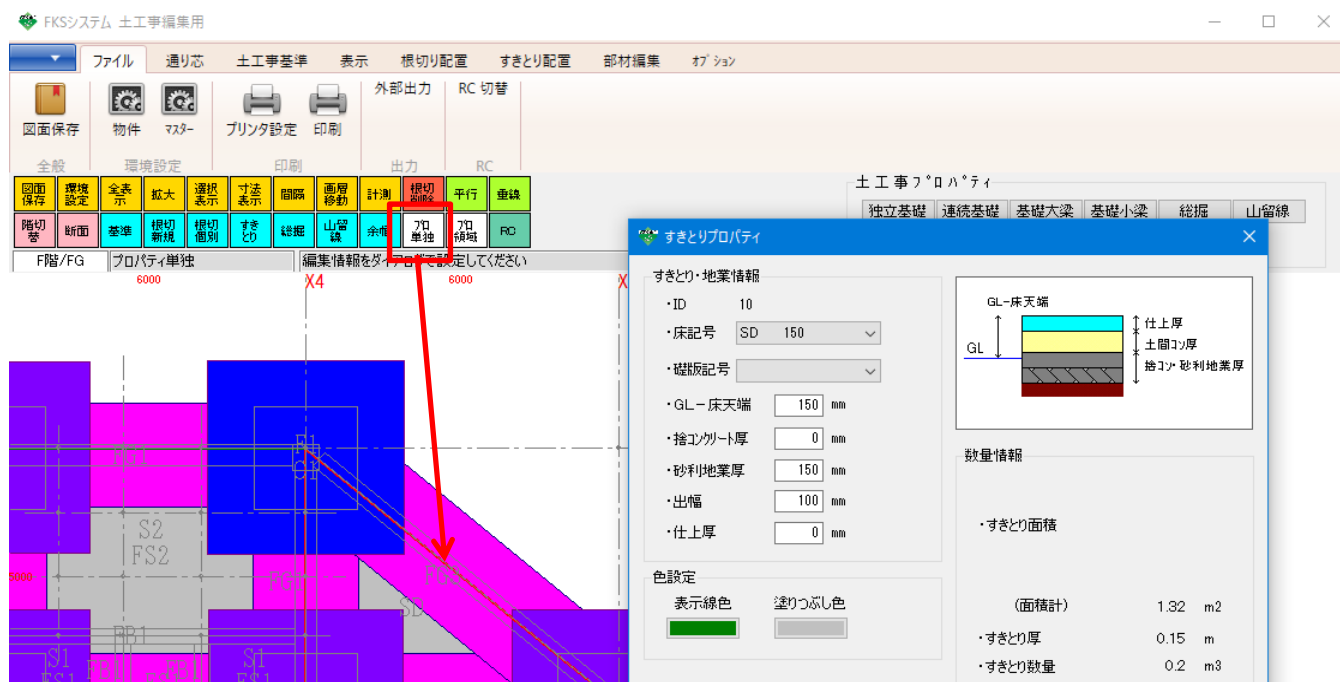 FKSシステム 土工事編集用
ファイル 通り芯 土工事基準 表示 根切り配置 すきとり配置 部材編集 ｵﾌﾟｼｮﾝ
図面保存 物件 ﾏｽﾀｰ プリンタ設定 印刷 外部出力 RC 切替
全般 環境設定 印刷 出力 RC
図面保存 環境設定 全表示 拡大 選択表示 寸法表示 間隔 画層移動 計測 根切削除 平行 垂線
階切替 断面 基準 根切新規 根切個別 すきとり 総掘 山留線 余幅 ﾌﾟﾛ単独 ﾌﾟﾛ領域 RC
F階/FG プロパティ単独 編集情報をダイアログで設定してください
土工事ﾌﾟﾛﾊﾟﾃｨ
独立基礎 連続基礎 基礎大梁 基礎小梁 総掘 山留線
6000 X4 6000 X
F1
C1
FG1
S2
FS2
5000
FG1
FG3
SD
FB1
S1
FS1
FB1
FB1
FS1
S1
FS1
すきとりプロパティ
すきとり・地業情報
・ID 10
・床記号 SD 150
・礎版記号
・GL－床天端 150 mm
・捨ｺﾝｸﾘｰﾄ厚 0 mm
・砂利地業厚 150 mm
・出幅 100 mm
・仕上厚 0 mm
色設定
表示線色 塗りつぶし色
GL-床天端
GL
仕上厚
土間ｺﾝ厚
捨ｺﾝ・砂利地業厚
数量情報
・すきとり面積
(面積計) 1.32 m2
・すきとり厚 0.15 m
・すきとり数量 0.2 m3